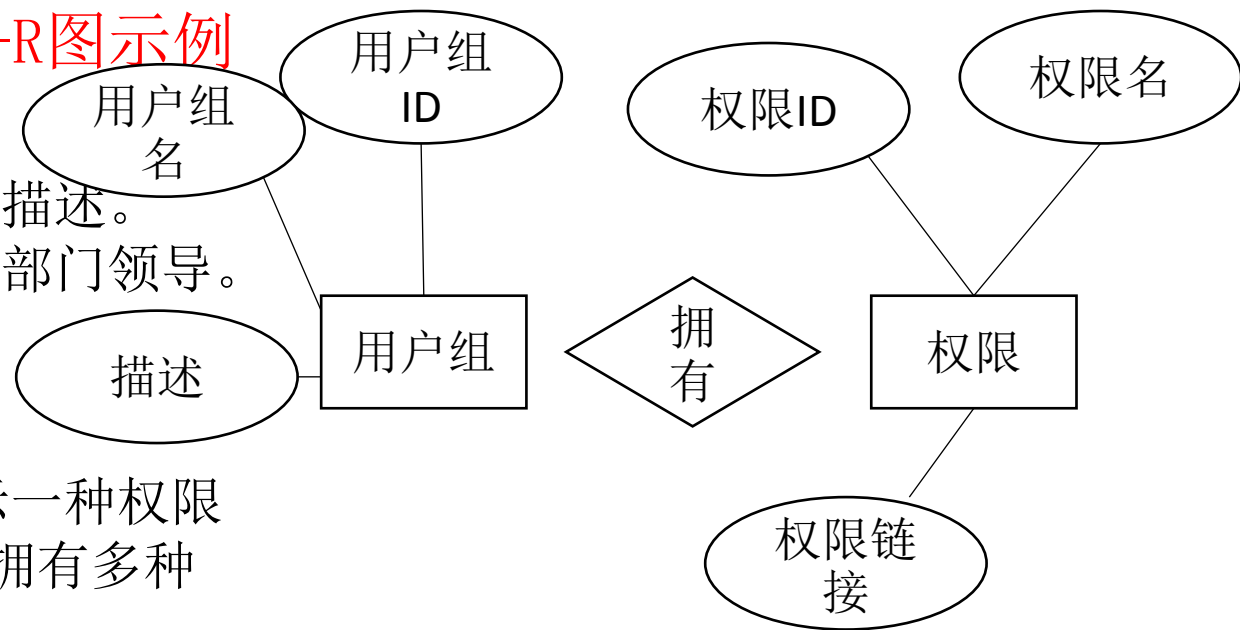 -R图示例
用户组
ID
权限ID
权限名
用户组
名
描述。
部门领导。
用户组
拥
有
权限
描述
一种权限
拥有多种
权限链
接